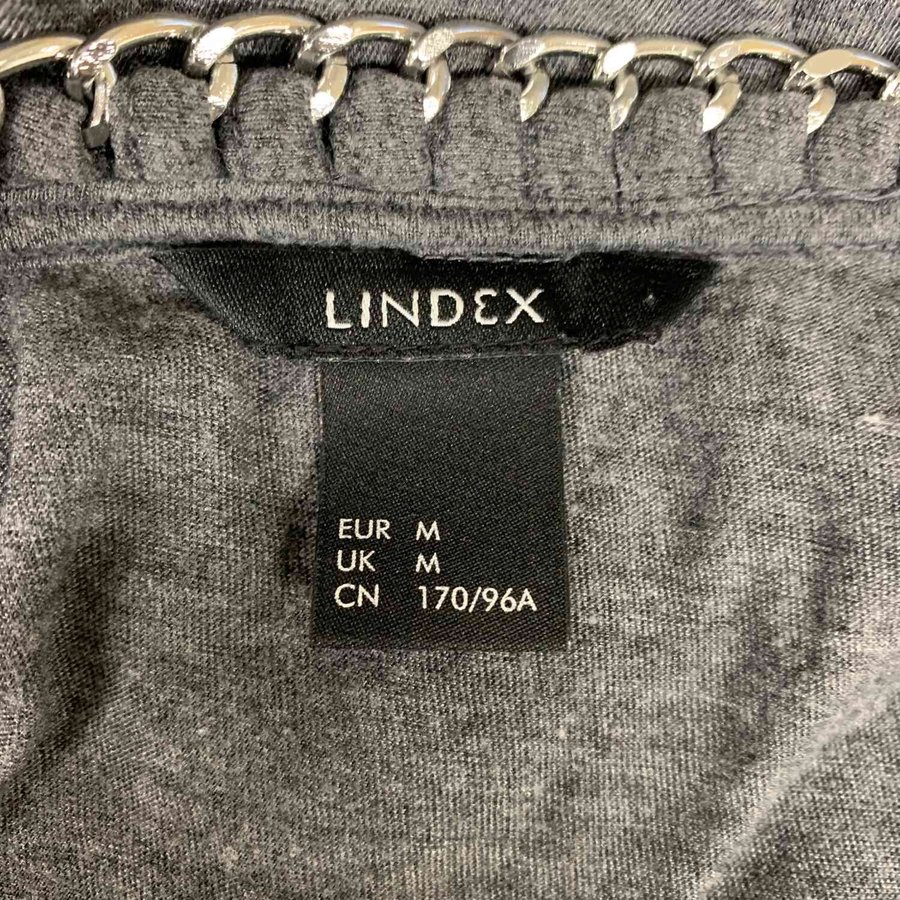 LINDEX
EUR M
UK M
CN 170/96A